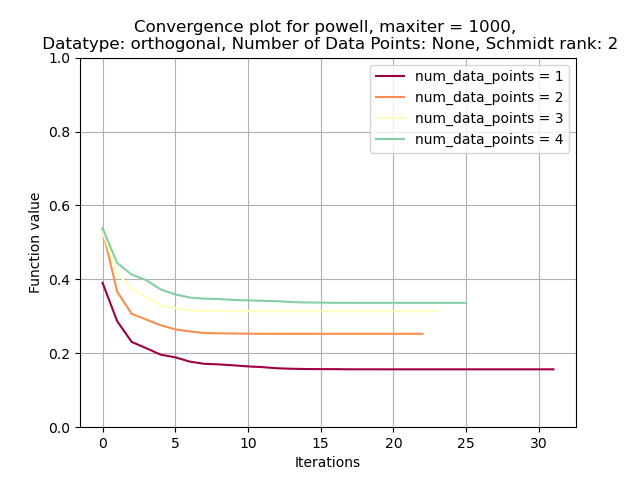 Convergence plot for powell, maxiter = 1000,
Datatype: orthogonal, Number of Data Points: None, Schmidt rank: 2
num_data_points = 1
num_data_points = 2
num_data_points = 3
num_data_points = 4
1.0
0.8
0.6
0.4
0.2
0.0
Function value
0 5 10 15 20 25 30
Iterations